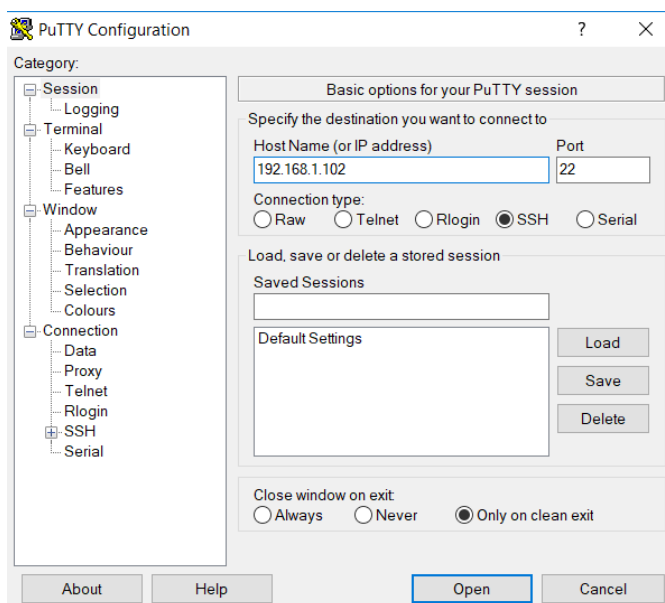 PuTTY Configuration
?
Category:
Session
Logging
Terminal
Keyboard
Bell
Features
Window
Appearance
Behaviour
Translation
Selection
Colours
Connection
Data
Proxy
Telnet
Rlogin
SSH
Serial
Basic options for your PuTTY session
Specify the destination you want to connect to
Host Name (or IP address) Port
192.168.1.102 22
Connection type:
Raw Telnet Rlogin SSH Serial
Load, save or delete a stored session
Saved Sessions
Default Settings
Load
Save
Delete
Close window on exit:
Always Never Only on clean exit
About Help Open Cancel